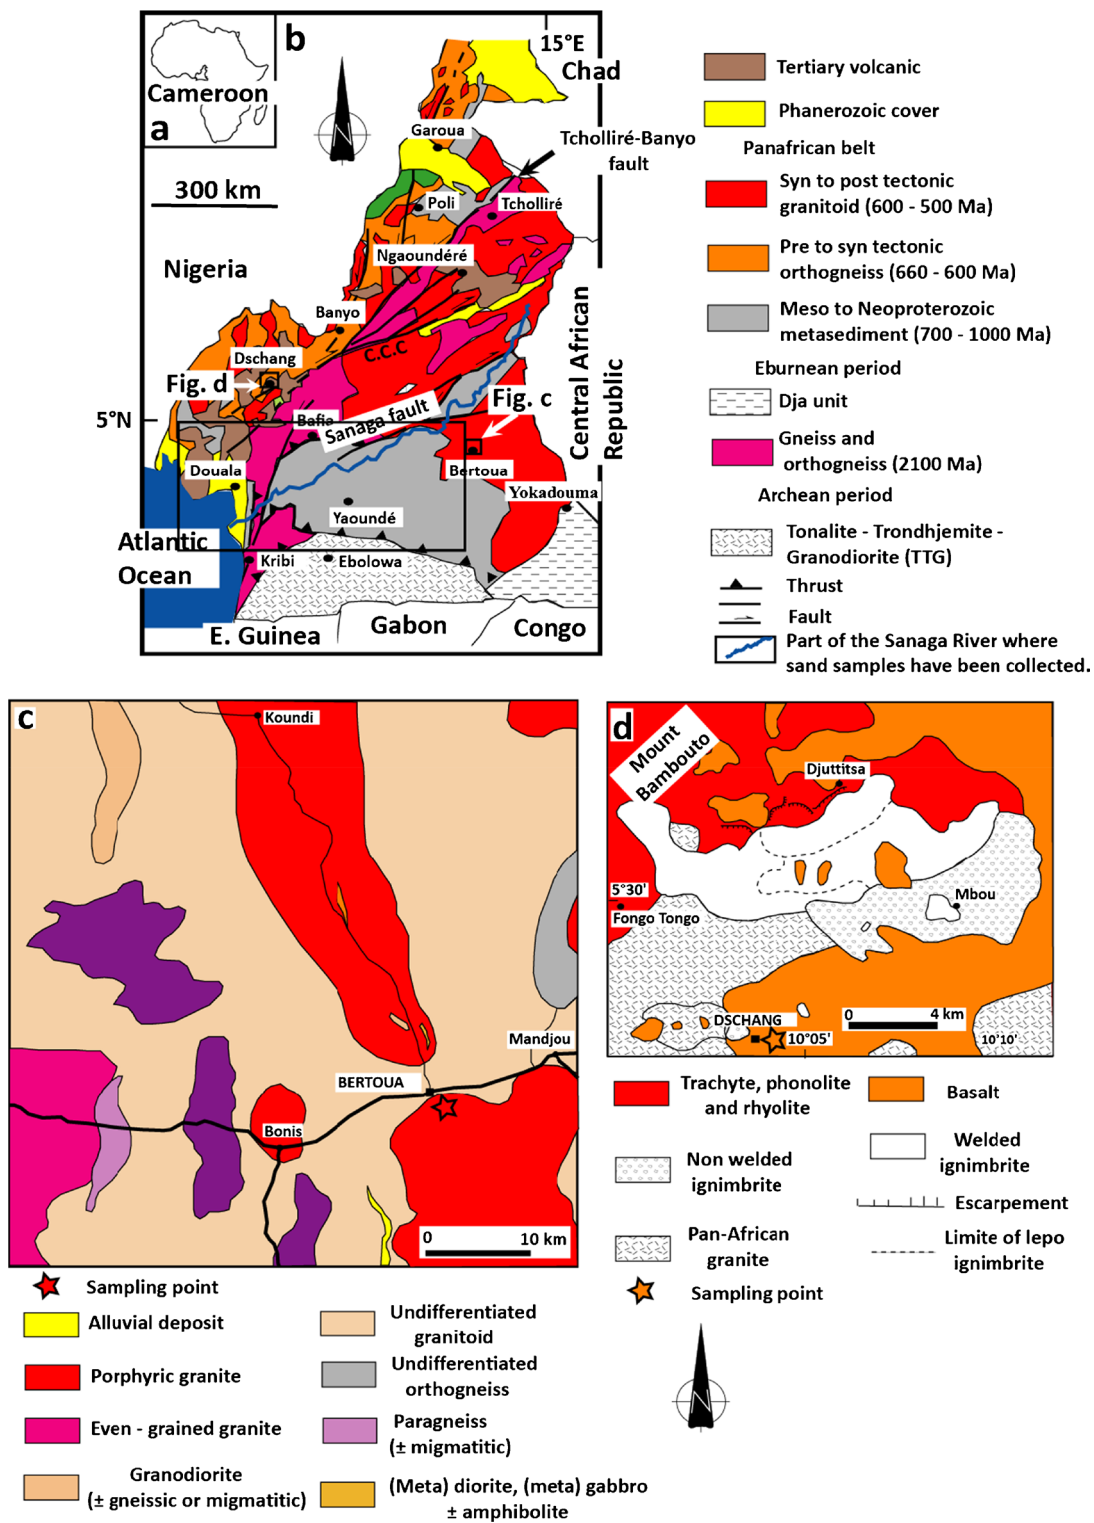 b
15°E
Chad
Cameroon
a
N
Garoua
Tcholliré-Banyo
fault
300 km
Poli
Tcholliré
Nigeria
Ngaoundéré
Banyo
C.C.C
Dschang
Fig. d
Fig. c
Central African
Republic
5°N
Bafia
Sanaga fault
Douala
Bertoua
Yokadouma
Yaoundé
Atlantic
Ocean
Kribi
Ebolowa
E. Guinea
Gabon
Congo
Tertiary volcanic
Phanerozoic cover
Panafrican belt
Syn to post tectonic
granitoid (600 - 500 Ma)
Pre to syn tectonic
orthogneiss (660 - 600 Ma)
Meso to Neoproterozoic
metasediment (700 - 1000 Ma)
Eburnean period
Dja unit
Gneiss and
orthogneiss (2100 Ma)
Archean period
Tonalite - Trondhjemite -
Granodiorite (TTG)
Thrust
Fault
Part of the Sanaga River where
sand samples have been collected.
c
Koundi
Mandjou
BERTOUA
Bonis
0 10 km
Sampling point
Alluvial deposit
Porphyric granite
Even - grained granite
Granodiorite
(± gneissic or migmatitic)
Undifferentiated
granitoid
Undifferentiated
orthogneiss
Paragneiss
(± migmatitic)
(Meta) diorite, (meta) gabbro
± amphibolite
d
Mount
Bambouto
Djuttitsa
5°30'
Fongo Tongo
Mbou
DSCHANG
0 4 km
10°05'
10°10'
Trachyte, phonolite
and rhyolite
Non welded
ignimbrite
Pan-African
granite
Sampling point
Basalt
Welded
ignimbrite
Escarpement
Limite of lepo
ignimbrite
N